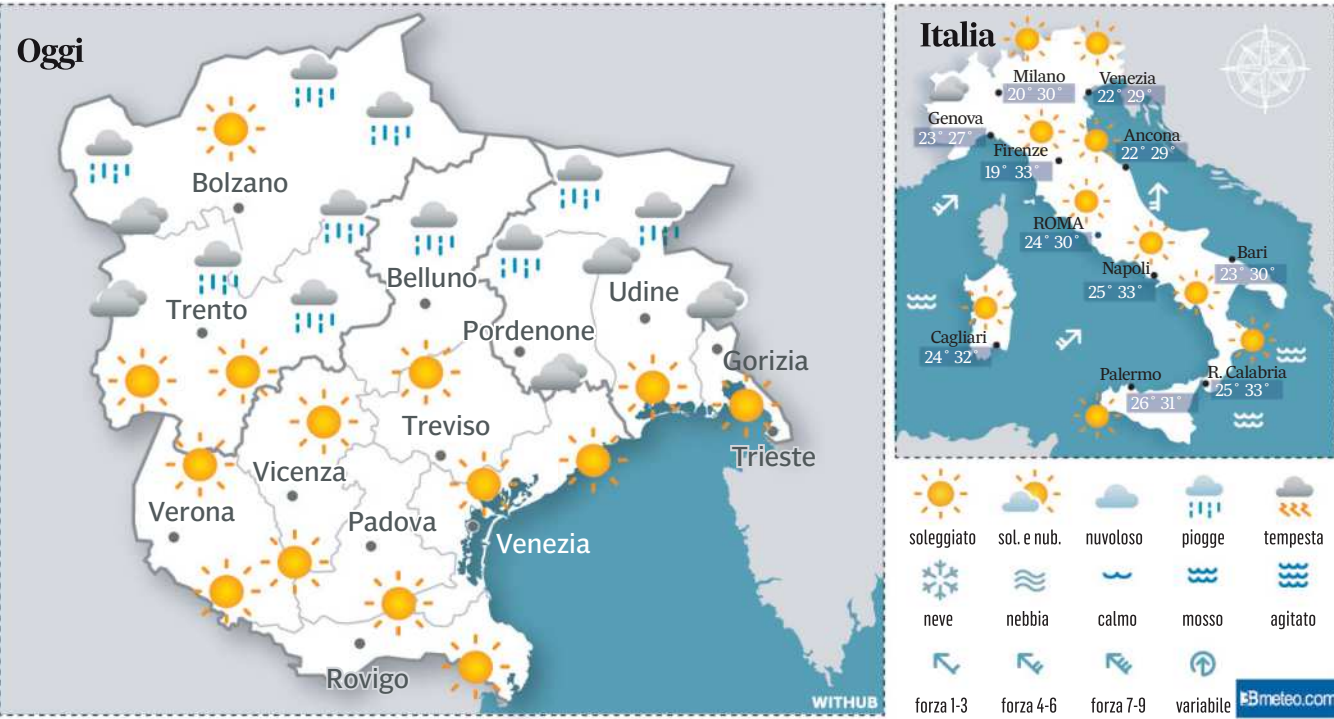 Oggi
Bolzano
Trento
Belluno
Udine
Pordenone
Gorizia
Treviso
Trieste
Vicenza
Verona
Padova
Venezia
Rovigo
WITHUB
Italia
Milano
20° 30°
Venezia
22° 29°
Genova
23° 27°
Firenze
19° 33°
Ancona
22° 29°
ROMA
24° 30°
Bari
23° 30°
Napoli
25° 33°
Cagliari
24° 32°
Palermo
26° 31°
R. Calabria
25° 33°
soleggiato sol. e nub. nuvoloso piogge tempesta
neve nebbia calmo mosso agitato
forza 1-3 forza 4-6 forza 7-9 variabile
3Bmeteo.com